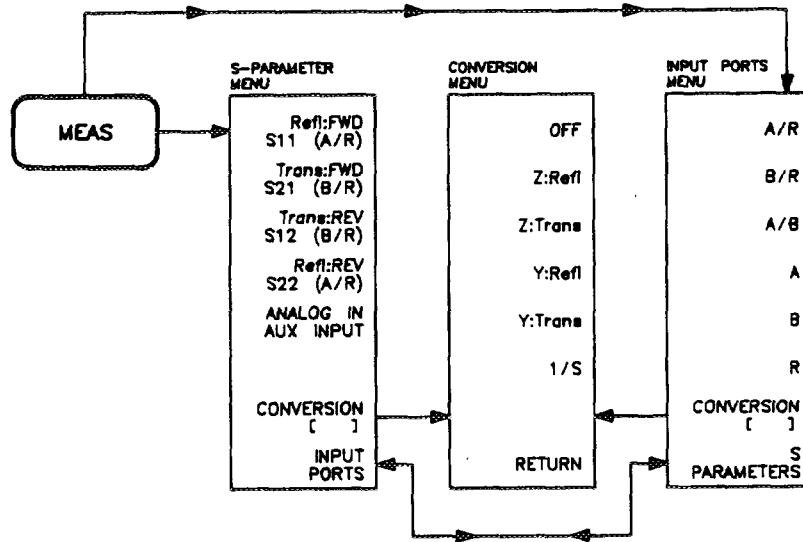 MEAS
S-PARAMETER
MENU
Refl:FWD
S11 (A/R)
Trans:FWD
S21 (B/R)
Trans:REV
S12 (B/R)
Refl:REV
S22 (A/R)
ANALOG IN
AUX INPUT
CONVERSION
[ ]
INPUT
PORTS
CONVERSION
MENU
OFF
Z:Refl
Z:Trans
Y:Refl
Y:Trans
1/S
RETURN
INPUT PORTS
MENU
A/R
B/R
A/B
A
B
R
CONVERSION
[ ]
S
PARAMETERS